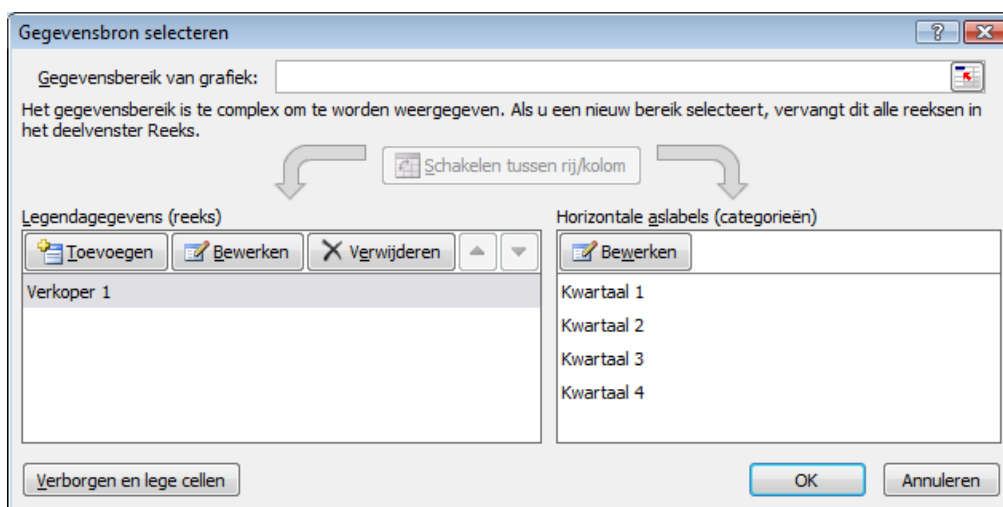 Gegevensbron selecteren
Gegevensbereik van grafiek:
Het gegevensbereik is te complex om te worden weergegeven. Als u een nieuw bereik selecteert, vervangt dit alle reeksen in
het deelvenster Reeks.
Schakelen tussen rij/kolom
Legendagegevens (reeks)
Toevoegen Bewerken Verwijderen
Verkoper 1
Horizontale aslabels (categorieën)
Bewerken
Kwartaal 1
Kwartaal 2
Kwartaal 3
Kwartaal 4
Verborgen en lege cellen
OK Annuleren